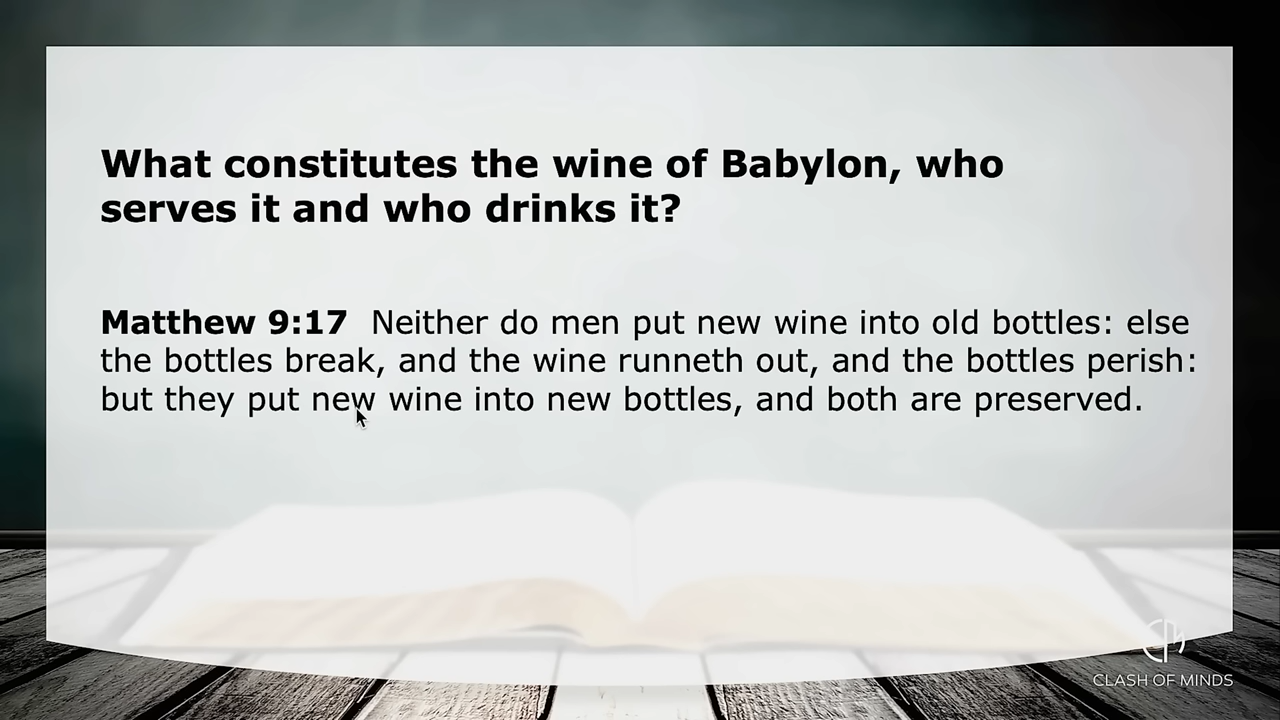 What constitutes the wine of Babylon, who
serves it and who drinks it?
Matthew 9:17 Neither do men put new wine into old bottles: else
the bottles break, and the wine runneth out, and the bottles perish:
but they put new wine into new bottles, and both are preserved.
CLASH OF MINDS